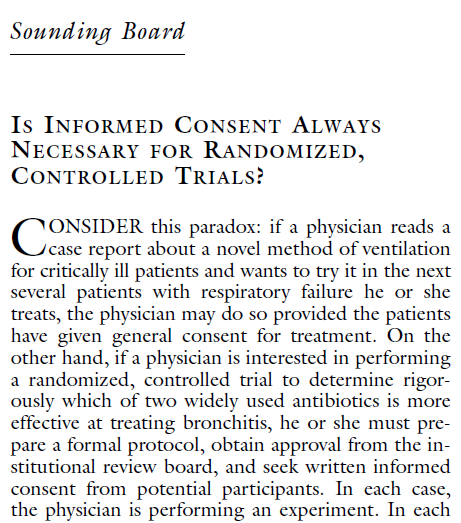 Sounding Board
IS INFORMED CONSENT ALWAYS
NECESSARY FOR RANDOMIZED,
CONTROLLED TRIALS?
CONSIDER this paradox: if a physician reads a
case report about a novel method of ventilation
for critically ill patients and wants to try it in the next
several patients with respiratory failure he or she
treats, the physician may do so provided the patients
have given general consent for treatment. On the
other hand, if a physician is interested in performing
a randomized, controlled trial to determine rigor-
ously which of two widely used antibiotics is more
effective at treating bronchitis, he or she must pre-
pare a formal protocol, obtain approval from the in-
stitutional review board, and seek written informed
consent from potential participants. In each case,
the physician is performing an experiment. In each